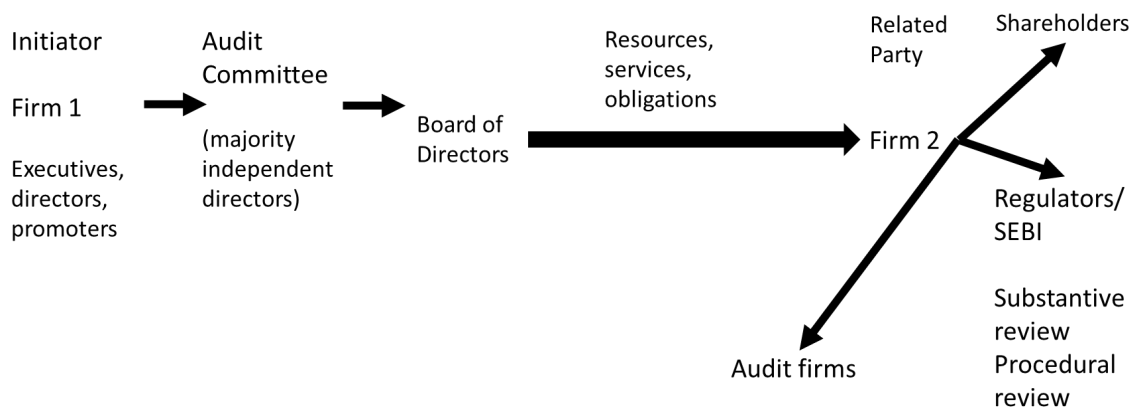 Initiator
Firm 1
Executives,
directors,
promoters
Audit
Committee
(majority
independent
directors)
Board of
Directors
Resources,
services,
obligations
Related
Party
Firm 2
Shareholders
Regulators/
SEBI
Substantive
review
Procedural
review
Audit firms